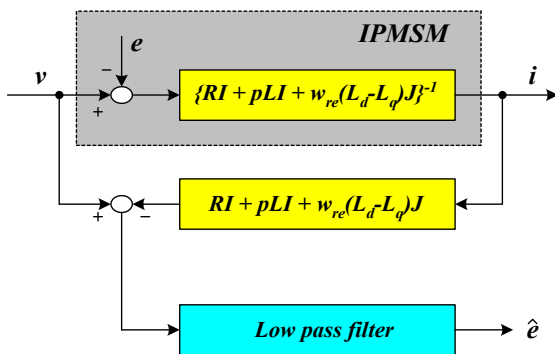 IPMSM
e
−
v
+
{RI + pLI + w_re(L_d-L_q)J}^-1
i
RI + pLI + w_re(L_d-L_q)J
+
−
Low pass filter
ê